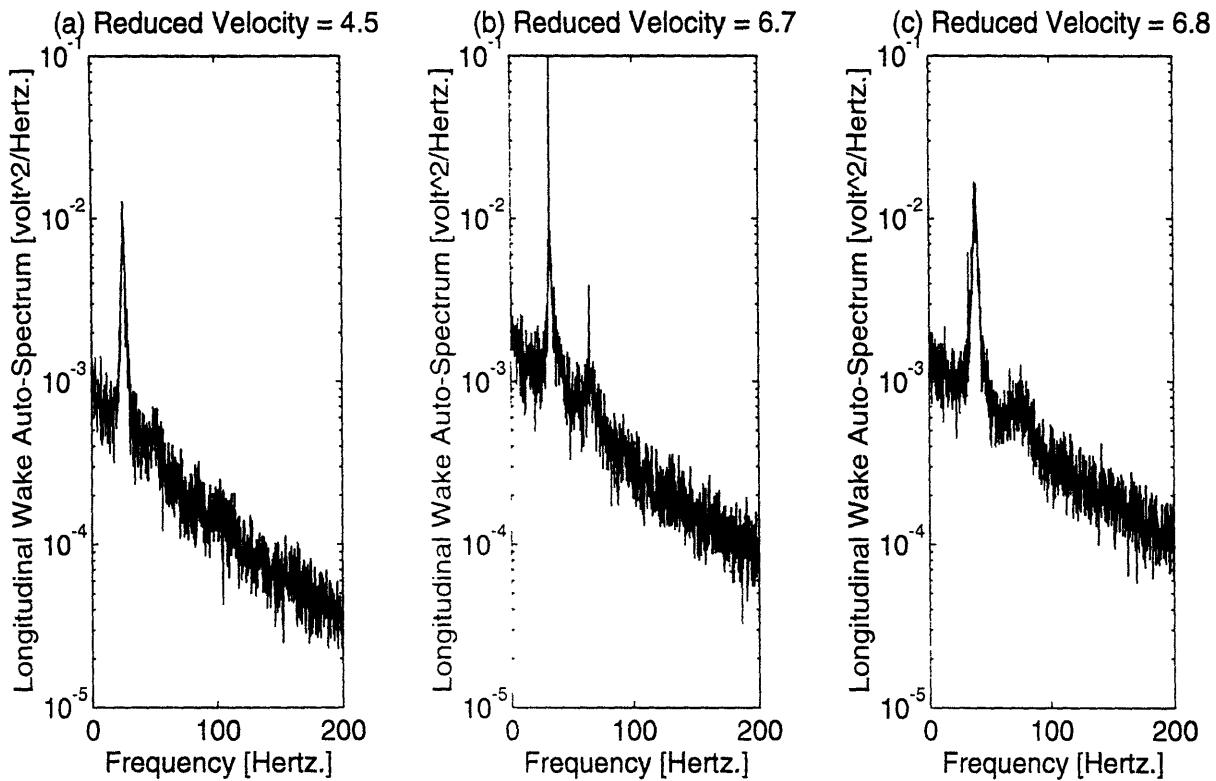 (a) Reduced Velocity = 4.5
Longitudinal Wake Auto-Spectrum [volt^2/Hertz.]
10^-1
10^-2
10^-3
10^-4
10^-5
0 100 200
Frequency [Hertz.]
(b) Reduced Velocity = 6.7
Longitudinal Wake Auto-Spectrum [volt^2/Hertz.]
10^-1
10^-2
10^-3
10^-4
10^-5
0 100 200
Frequency [Hertz.]
(c) Reduced Velocity = 6.8
Longitudinal Wake Auto-Spectrum [volt^2/Hertz.]
10^-1
10^-2
10^-3
10^-4
10^-5
0 100 200
Frequency [Hertz.]